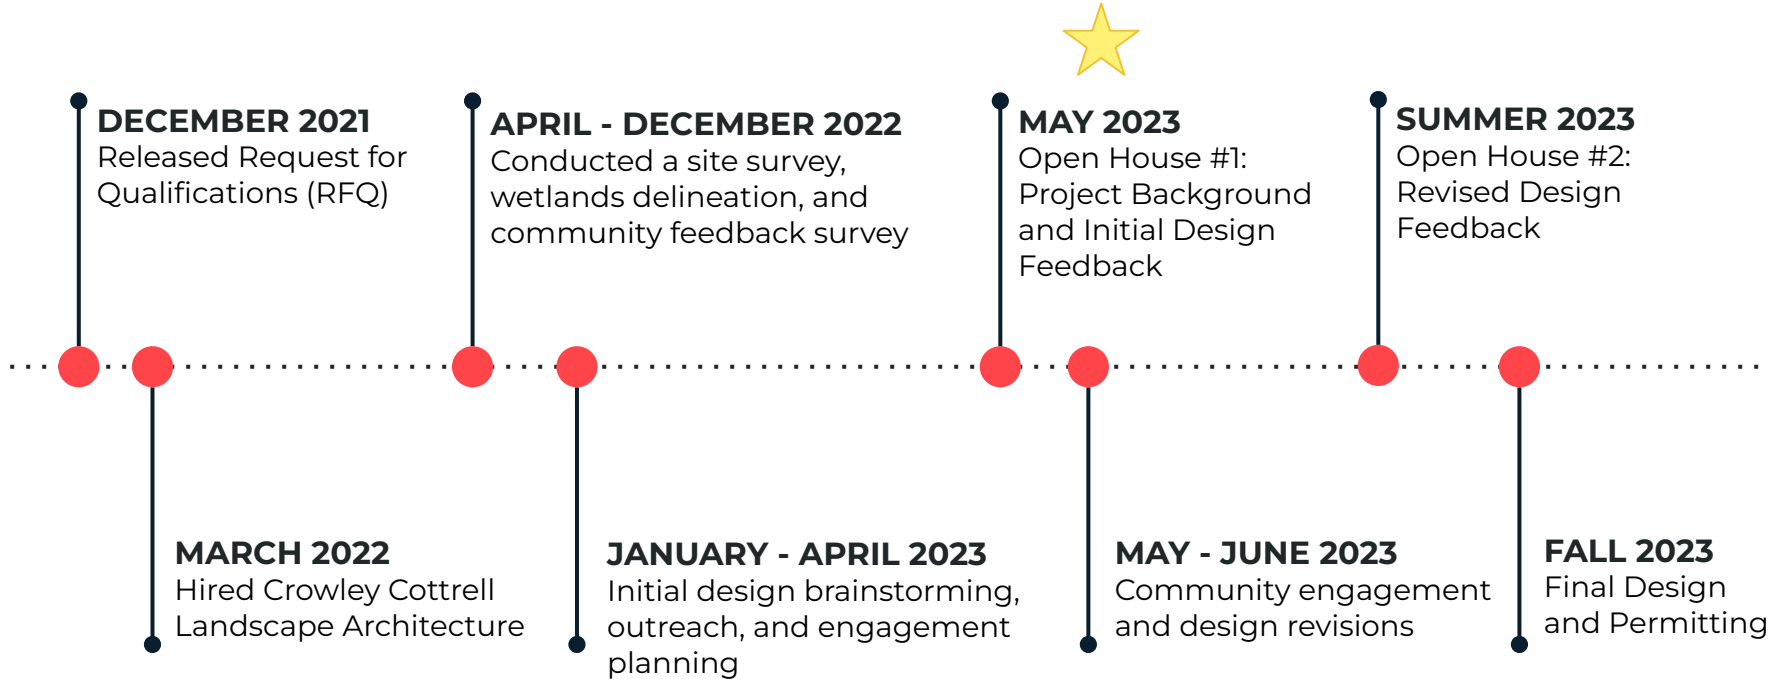 DECEMBER 2021
Released Request for
Qualifications (RFQ)
MARCH 2022
Hired Crowley Cottrell
Landscape Architecture
APRIL - DECEMBER 2022
Conducted a site survey,
wetlands delineation, and
community feedback survey
JANUARY - APRIL 2023
Initial design brainstorming,
outreach, and engagement
planning
MAY 2023
Open House #1:
Project Background
and Initial Design
Feedback
MAY - JUNE 2023
Community engagement
and design revisions
SUMMER 2023
Open House #2:
Revised Design
Feedback
FALL 2023
Final Design
and Permitting